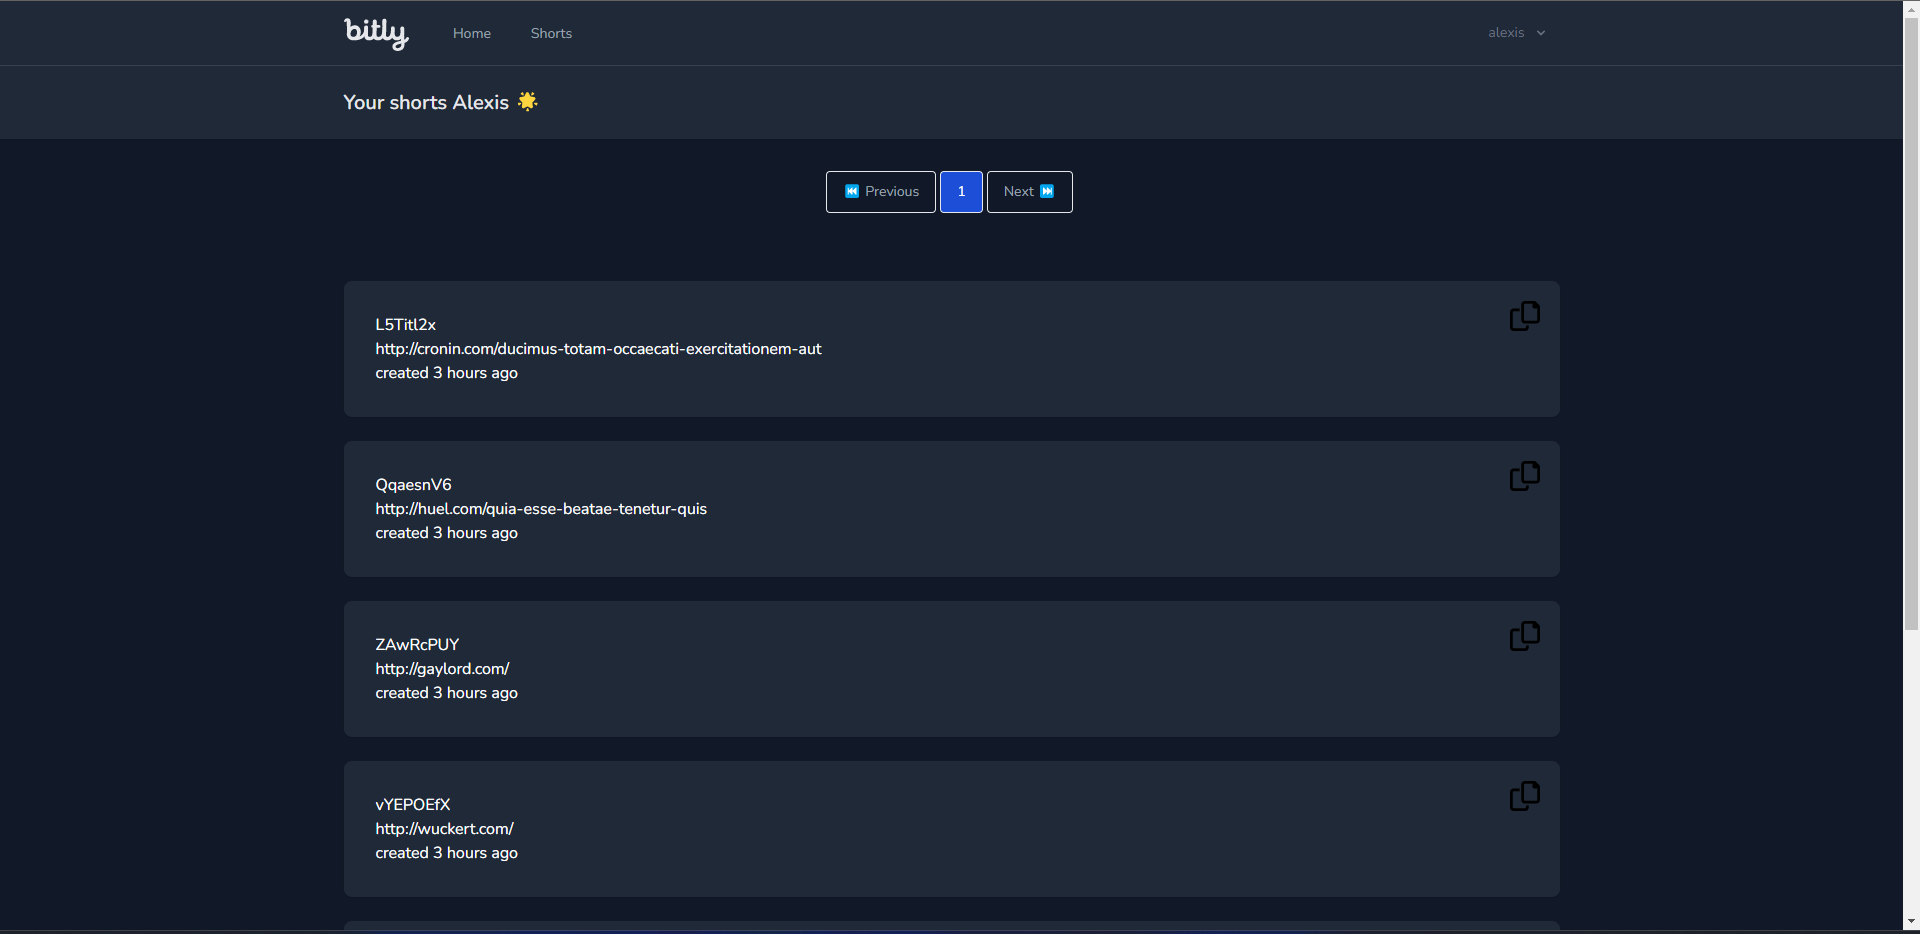 bitly Home Shorts alexis
Your shorts Alexis
Previous 1 Next
L5Titl2x
http://cronin.com/ducimus-totam-occaecati-exercitationem-aut
created 3 hours ago
QqaesnV6
http://huel.com/quia-esse-beatae-tenetur-quis
created 3 hours ago
ZAwRcPUY
http://gaylord.com/
created 3 hours ago
vYEPOEfX
http://wuckert.com/
created 3 hours ago